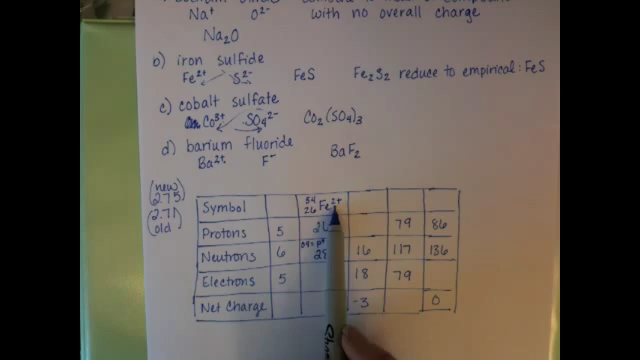 Na⁺ O²⁻ with no overall charge
Na₂O
b) iron sulfide
Fe²⁺ S²⁻ FeS Fe₂S₂ reduce to empirical: FeS
c) cobalt sulfate
Co³⁺ SO₄²⁻ Co₂(SO₄)₃
d) barium fluoride BaF₂
Ba²⁺ F⁻
(new) 2.75
2.71 (old)
Symbol ⁵⁴₂₆Fe²⁺
Protons 5 26 79 86
Neutrons 6 28 16 117 136
Electrons 5 18 79
Net Charge -3 0